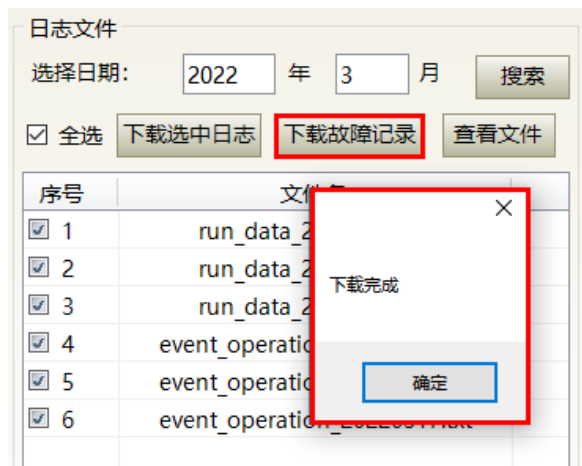 日志文件
选择日期: 2022 年 3 月 搜索
全选 下载选中日志 下载故障记录 查看文件
序号
1 run_data_2
2 run_data_2
3 run_data_2
4 event_operatio
5 event_operatio
6 event_operation
下载完成
确定